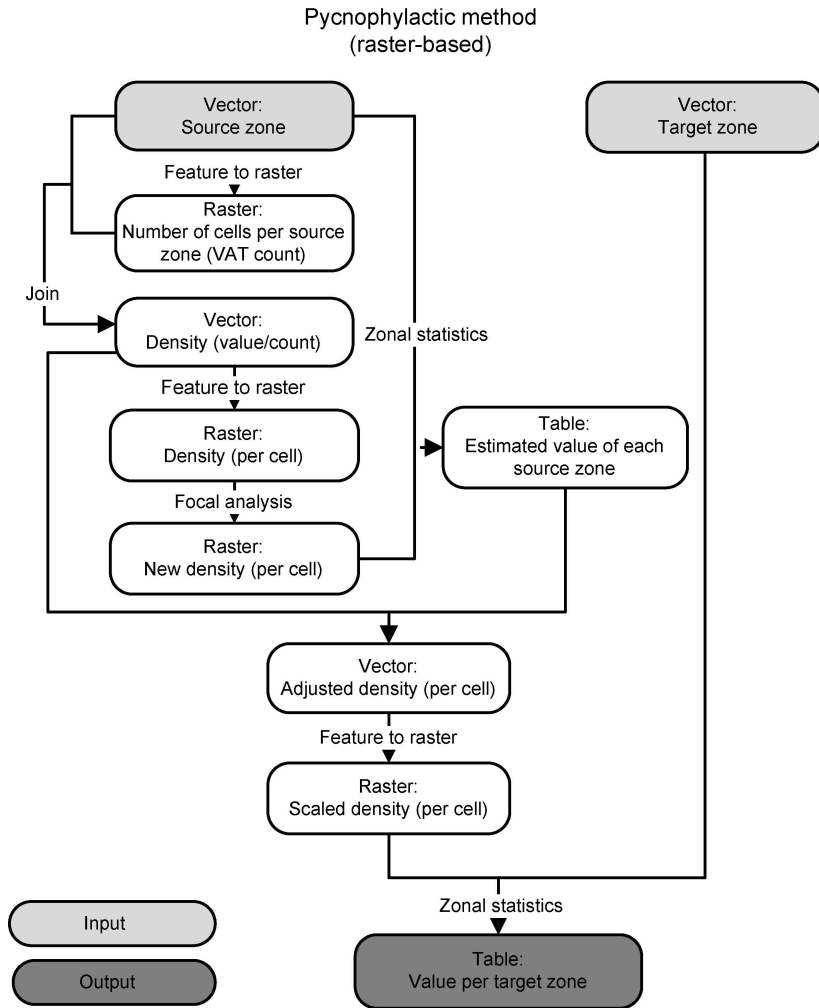 Pycnophylactic method
(raster-based)
Vector:
Source zone
Vector:
Target zone
Feature to raster
Raster:
Number of cells per source
zone (VAT count)
Join
Vector:
Density (value/count)
Zonal statistics
Feature to raster
Raster:
Density (per cell)
Table:
Estimated value of each
source zone
Focal analysis
Raster:
New density (per cell)
Vector:
Adjusted density (per cell)
Feature to raster
Raster:
Scaled density (per cell)
Zonal statistics
Input
Output
Table:
Value per target zone